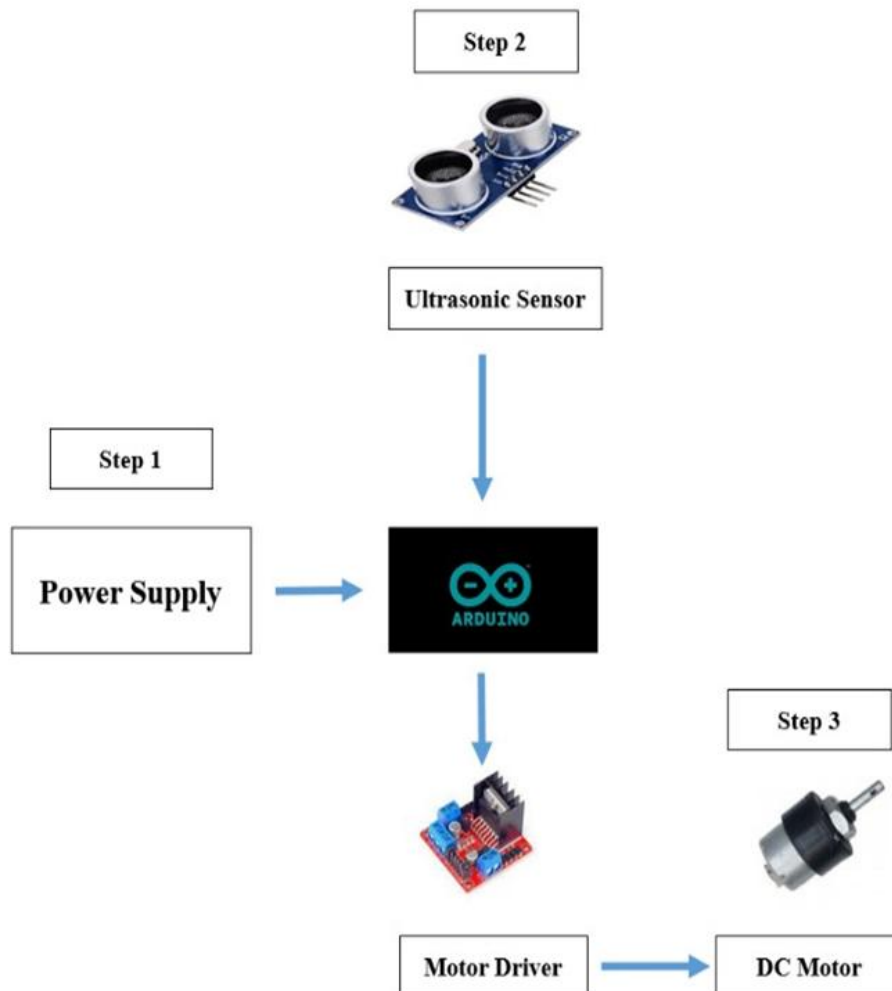 Step 2
Ultrasonic Sensor
Step 1
Power Supply
ARDUINO
Step 3
Motor Driver
DC Motor